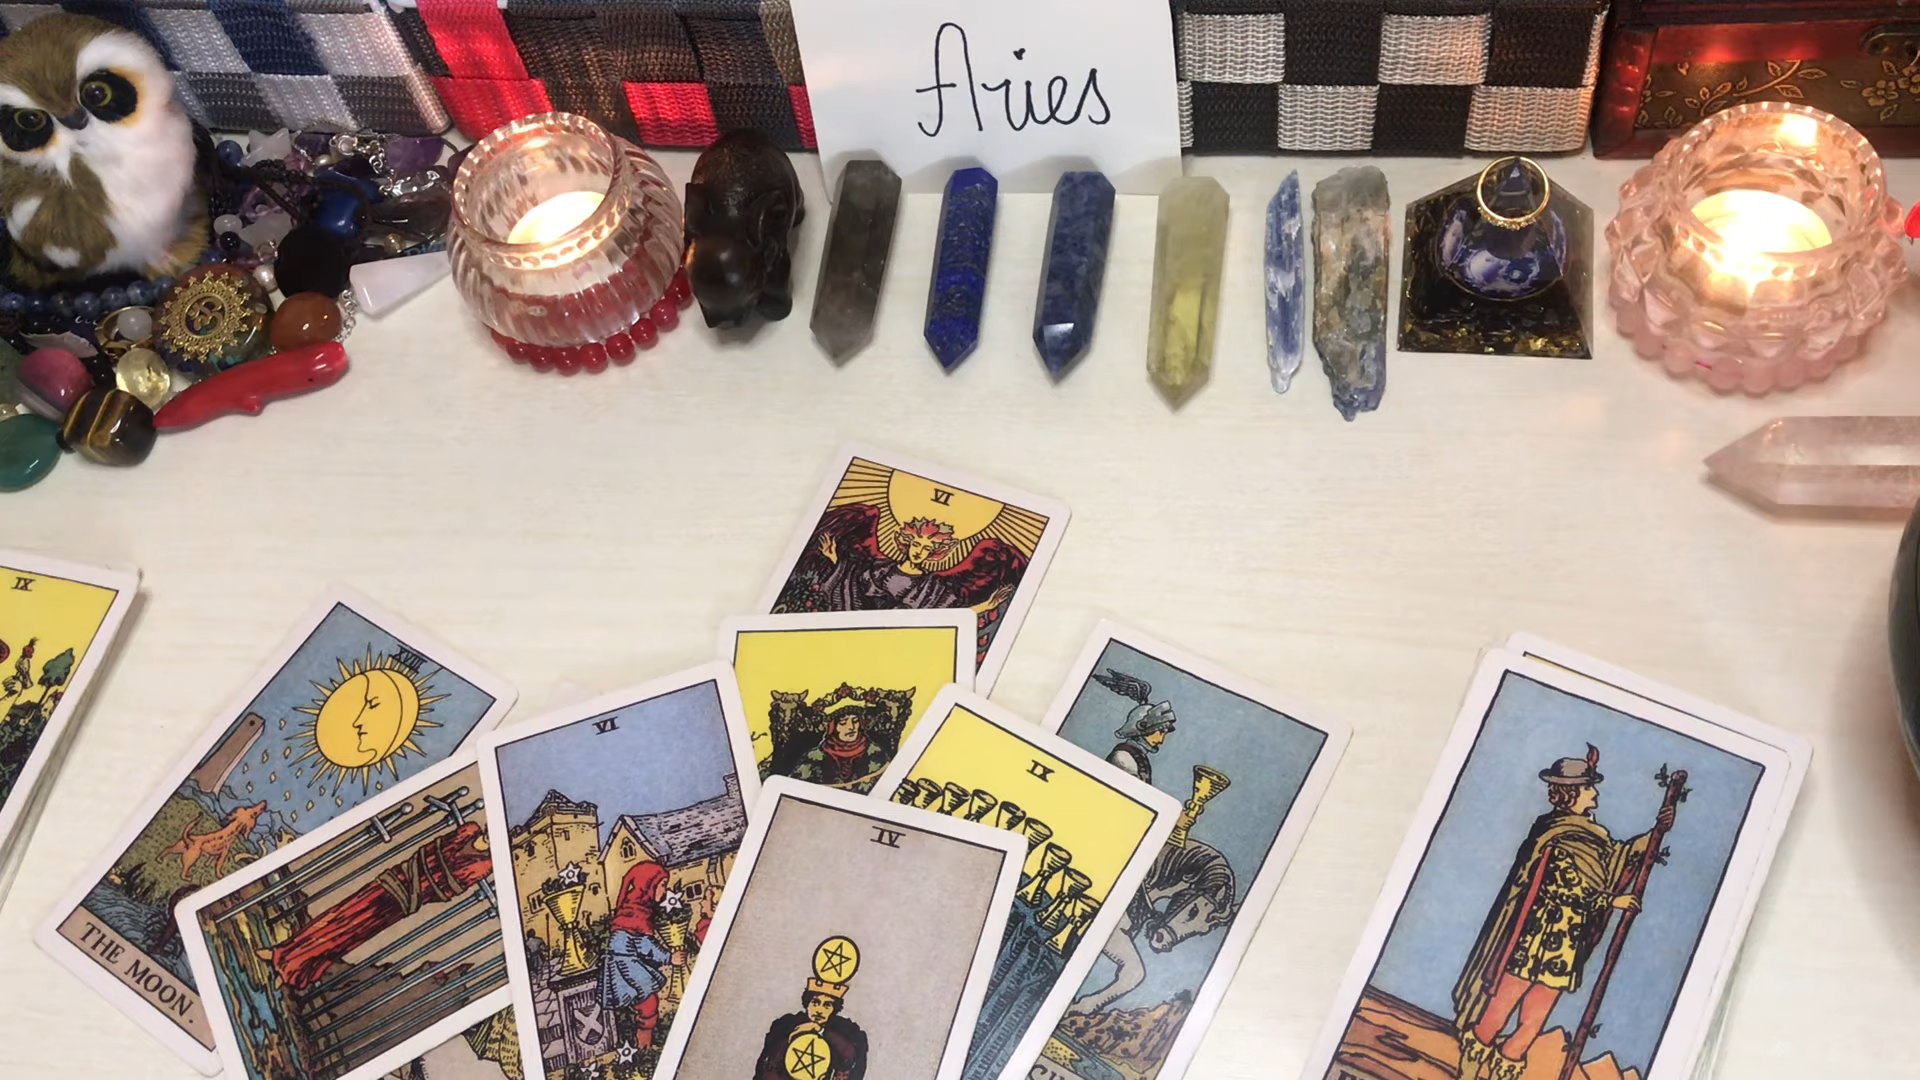 Aries
VI
IX
XVIII
VI
IX
IV
THE MOON.